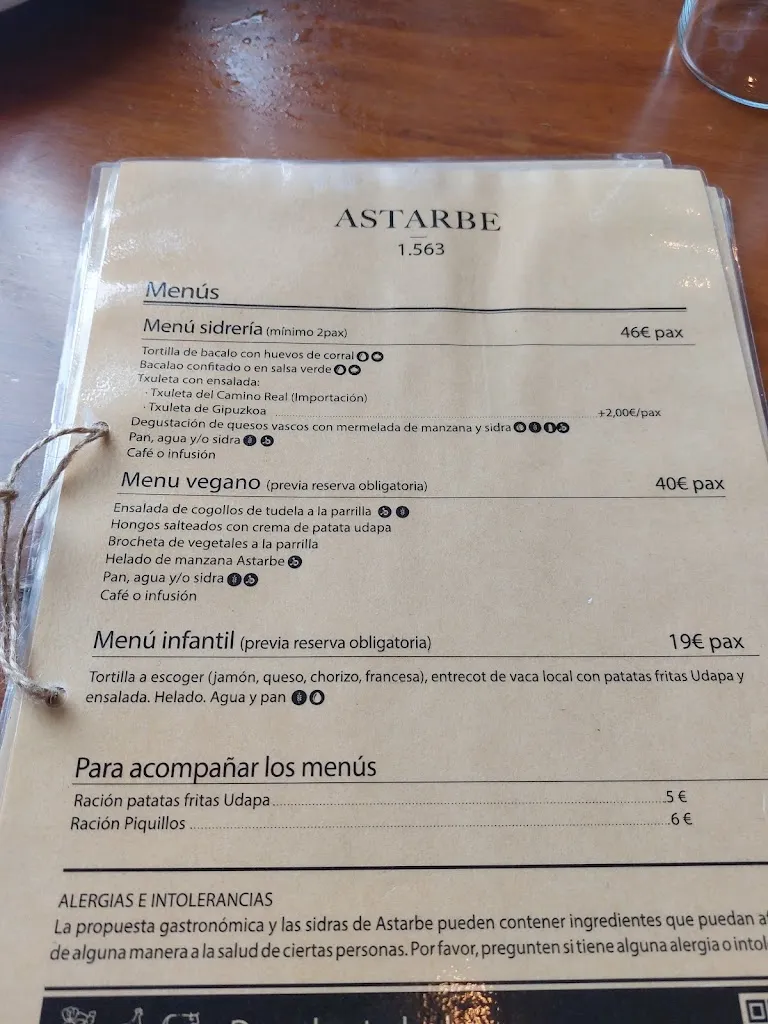 ASTARBE
1.563
Menús
Menú sidrería (mínimo 2pax) 46€ pax
Tortilla de bacalo con huevos de corral
Bacalao confitado o en salsa verde
Txuleta con ensalada:
· Txuleta del Camino Real (Importación)
· Txuleta de Gipuzkoa +2,00€/pax
Degustación de quesos vascos con mermelada de manzana y sidra
Pan, agua y/o sidra
Café o infusión
Menu vegano (previa reserva obligatoria) 40€ pax
Ensalada de cogollos de tudela a la parrilla
Hongos salteados con crema de patata udapa
Brocheta de vegetales a la parrilla
Helado de manzana Astarbe
Pan, agua y/o sidra
Café o infusión
Menú infantil (previa reserva obligatoria) 19€ pax
Tortilla a escoger (jamón, queso, chorizo, francesa), entrecot de vaca local con patatas fritas Udapa y
ensalada. Helado. Agua y pan
Para acompañar los menús
Ración patatas fritas Udapa 5 €
Ración Piquillos 6 €
ALERGIAS E INTOLERANCIAS
La propuesta gastronómica y las sidras de Astarbe pueden contener ingredientes que puedan
de alguna manera a la salud de ciertas personas. Por favor, pregunten si tiene alguna alergia o